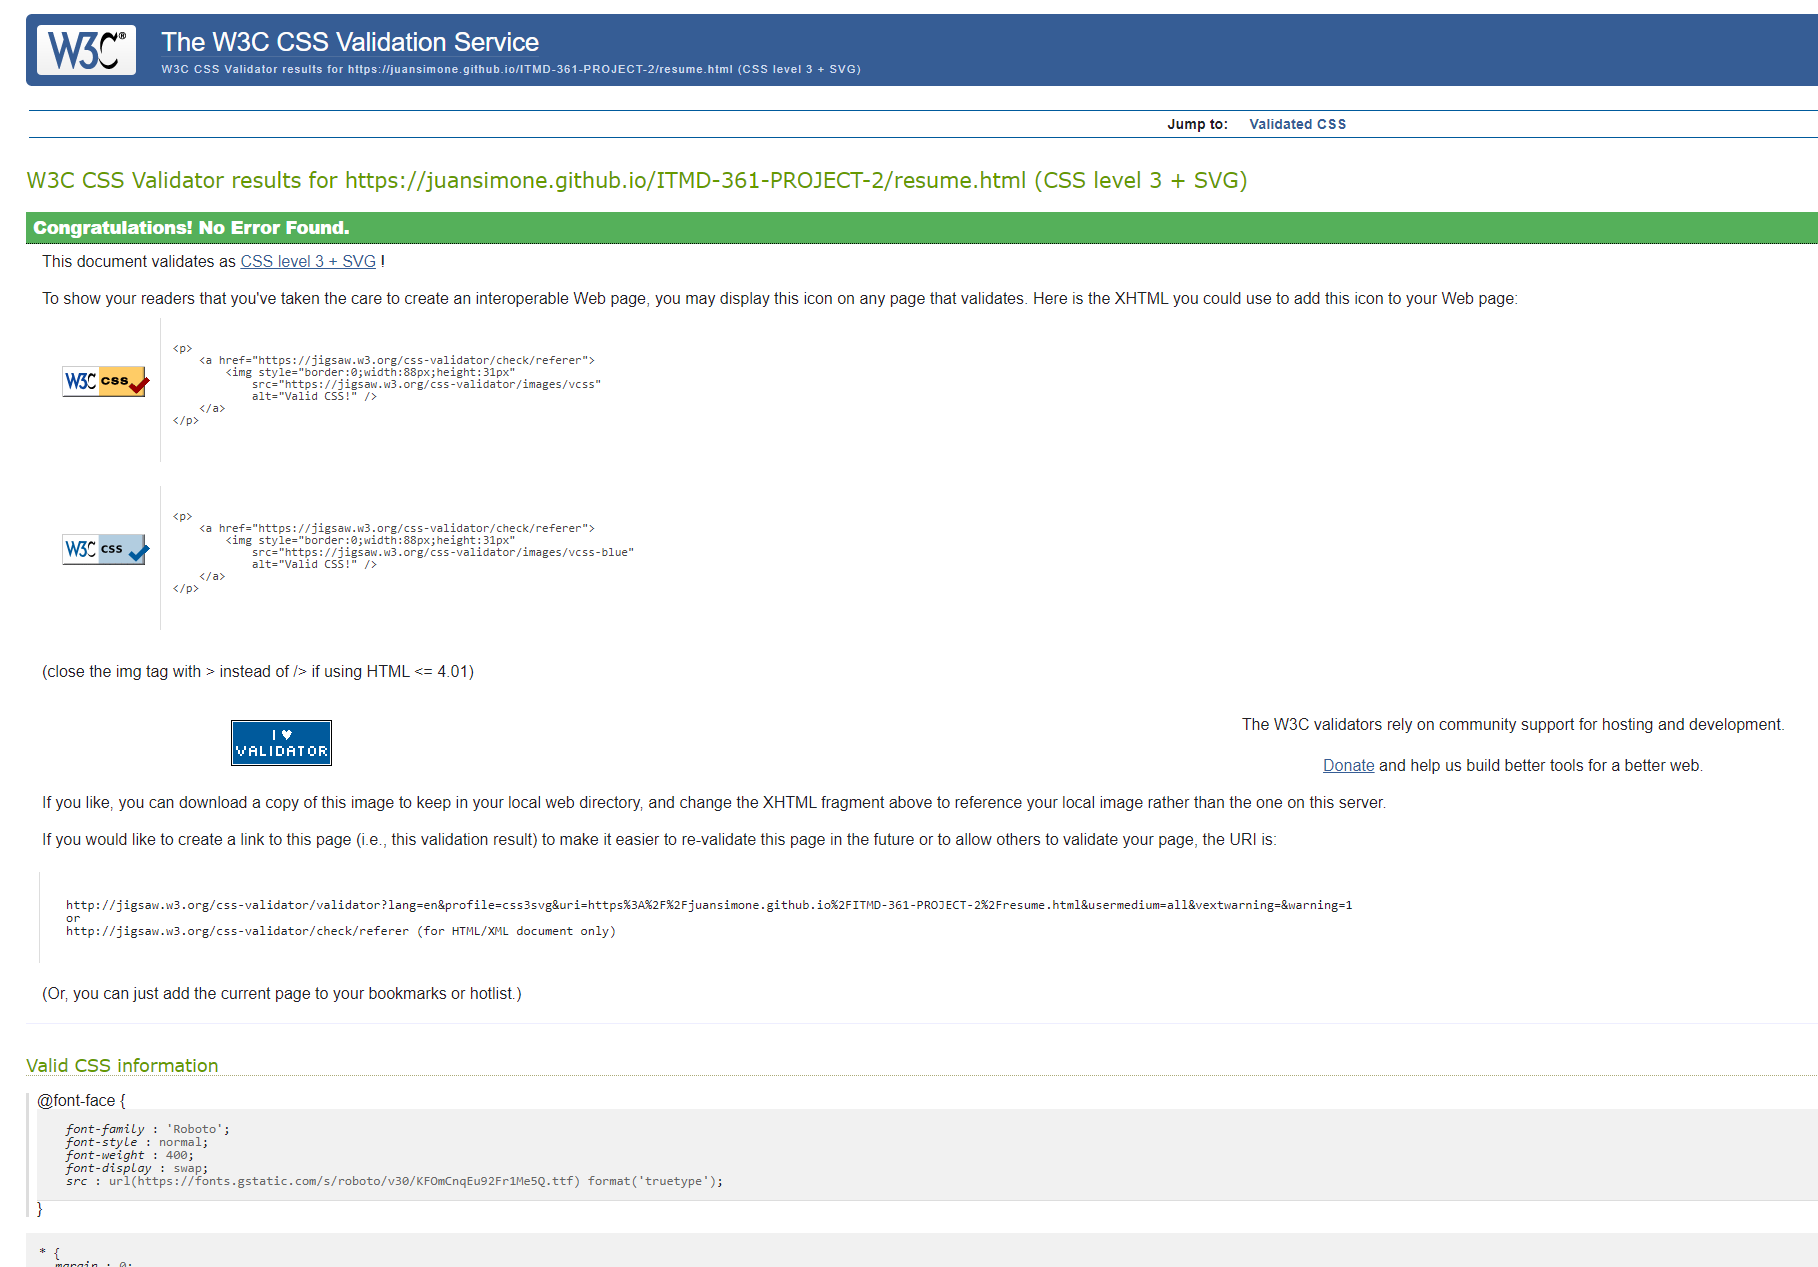 W3C®
The W3C CSS Validation Service
W3C CSS Validator results for https://juansimone.github.io/ITMD-361-PROJECT-2/resume.html (CSS level 3 + SVG)
Jump to: Validated CSS
W3C CSS Validator results for https://juansimone.github.io/ITMD-361-PROJECT-2/resume.html (CSS level 3 + SVG)
Congratulations! No Error Found.
This document validates as CSS level 3 + SVG !
To show your readers that you've taken the care to create an interoperable Web page, you may display this icon on any page that validates. Here is the XHTML you could use to add this icon to your Web page:
W3C css
<p>
<a href="https://jigsaw.w3.org/css-validator/check/referer">
<img style="border:0;width:88px;height:31px"
src="https://jigsaw.w3.org/css-validator/images/vcss"
alt="Valid CSS!" />
</a>
</p>
W3C css
<p>
<a href="https://jigsaw.w3.org/css-validator/check/referer">
<img style="border:0;width:88px;height:31px"
src="https://jigsaw.w3.org/css-validator/images/vcss-blue"
alt="Valid CSS!" />
</a>
</p>
(close the img tag with > instead of /> if using HTML <= 4.01)
I ♥
VALIDATOR
The W3C validators rely on community support for hosting and development.
Donate and help us build better tools for a better web.
If you like, you can download a copy of this image to keep in your local web directory, and change the XHTML fragment above to reference your local image rather than the one on this server.
If you would like to create a link to this page (i.e., this validation result) to make it easier to re-validate this page in the future or to allow others to validate your page, the URI is:
http://jigsaw.w3.org/css-validator/validator?lang=en&profile=css3svg&uri=https%3A%2F%2Fjuansimone.github.io%2FITMD-361-PROJECT-2%2Fresume.html&usermedium=all&vextwarning=&warning=1
or
http://jigsaw.w3.org/css-validator/check/referer (for HTML/XML document only)
(Or, you can just add the current page to your bookmarks or hotlist.)
Valid CSS information
@font-face {
font-family : 'Roboto';
font-style : normal;
font-weight : 400;
font-display : swap;
src : url(https://fonts.gstatic.com/s/roboto/v30/KFOmCnqEu92Fr1Me5Q.ttf) format('truetype');
}
* {
margin : 0;